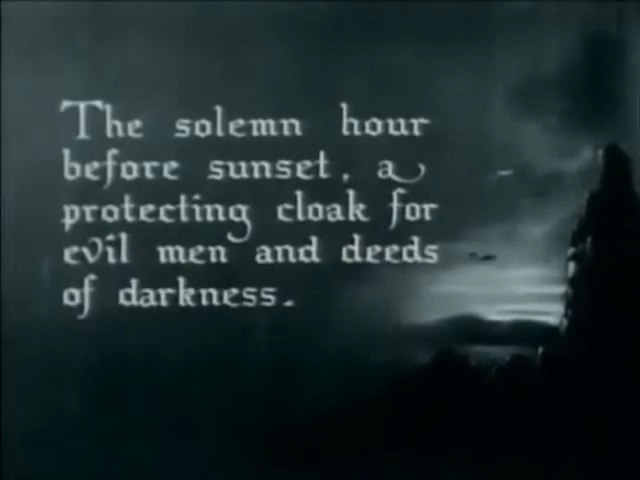 The solemn hour
before sunset, a
protecting cloak for
evil men and deeds
of darkness.